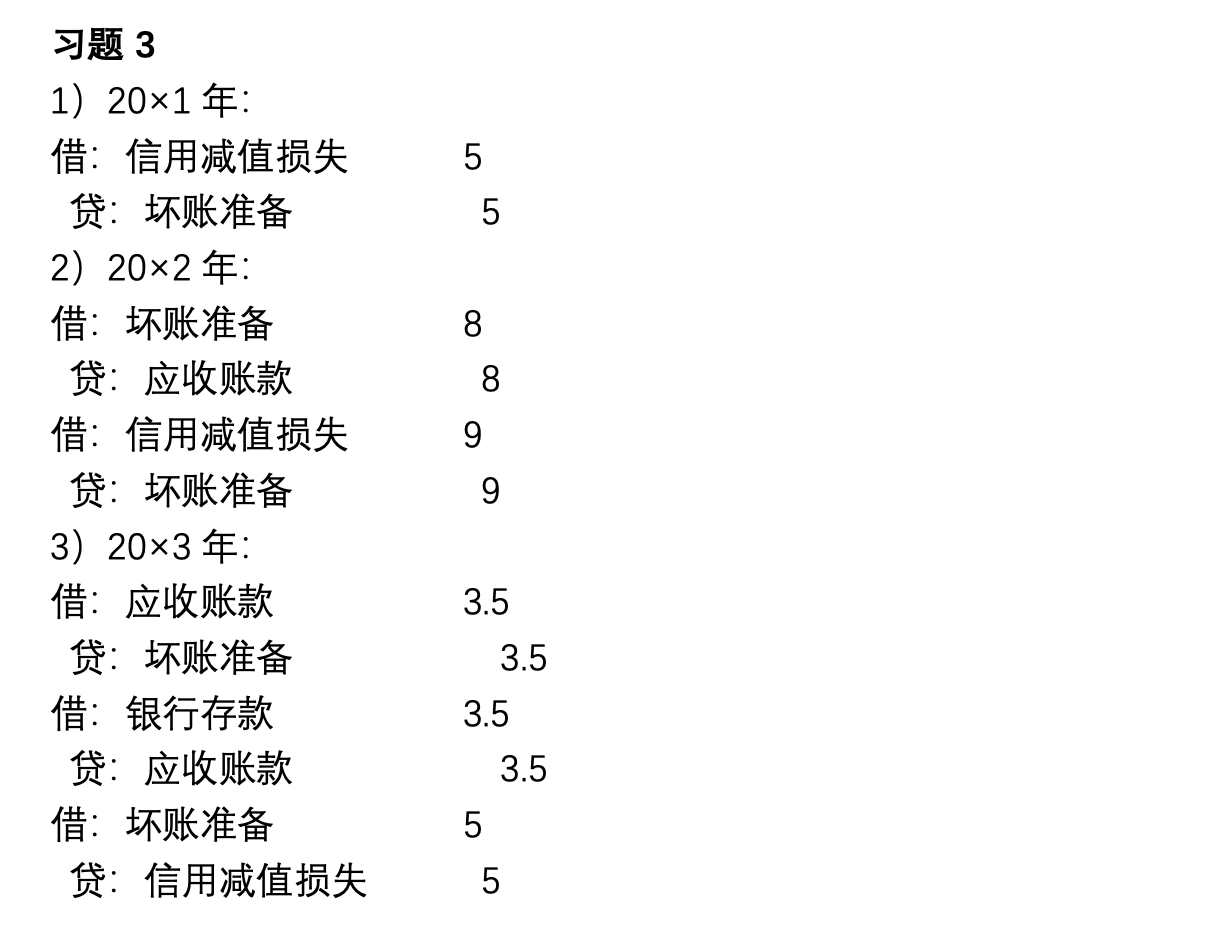 习题 3
1）20×1 年：
借：信用减值损失 5
贷：坏账准备 5
2）20×2 年：
借：坏账准备 8
贷：应收账款 8
借：信用减值损失 9
贷：坏账准备 9
3）20×3 年：
借：应收账款 3.5
贷：坏账准备 3.5
借：银行存款 3.5
贷：应收账款 3.5
借：坏账准备 5
贷：信用减值损失 5